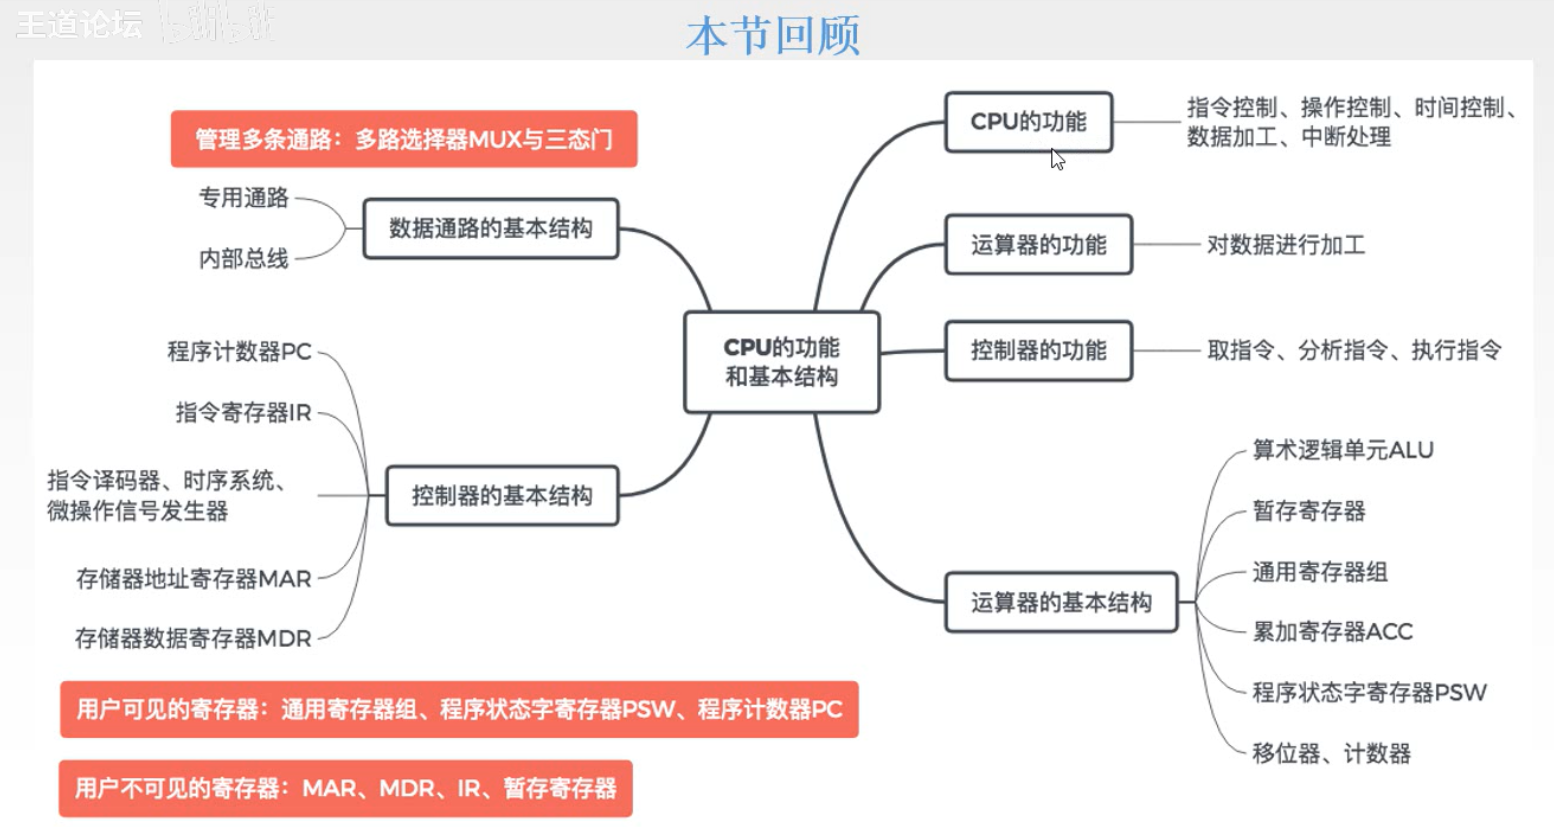 王道论坛 bilibili
本节回顾
管理多条通路：多路选择器MUX与三态门
专用通路
数据通路的基本结构
内部总线
程序计数器PC
指令寄存器IR
指令译码器、时序系统、
微操作信号发生器
控制器的基本结构
存储器地址寄存器MAR
存储器数据寄存器MDR
用户可见的寄存器：通用寄存器组、程序状态字寄存器PSW、程序计数器PC
用户不可见的寄存器：MAR、MDR、IR、暂存寄存器
CPU的功能
和基本结构
CPU的功能
指令控制、操作控制、时间控制、
数据加工、中断处理
运算器的功能
对数据进行加工
控制器的功能
取指令、分析指令、执行指令
运算器的基本结构
算术逻辑单元ALU
暂存寄存器
通用寄存器组
累加寄存器ACC
程序状态字寄存器PSW
移位器、计数器